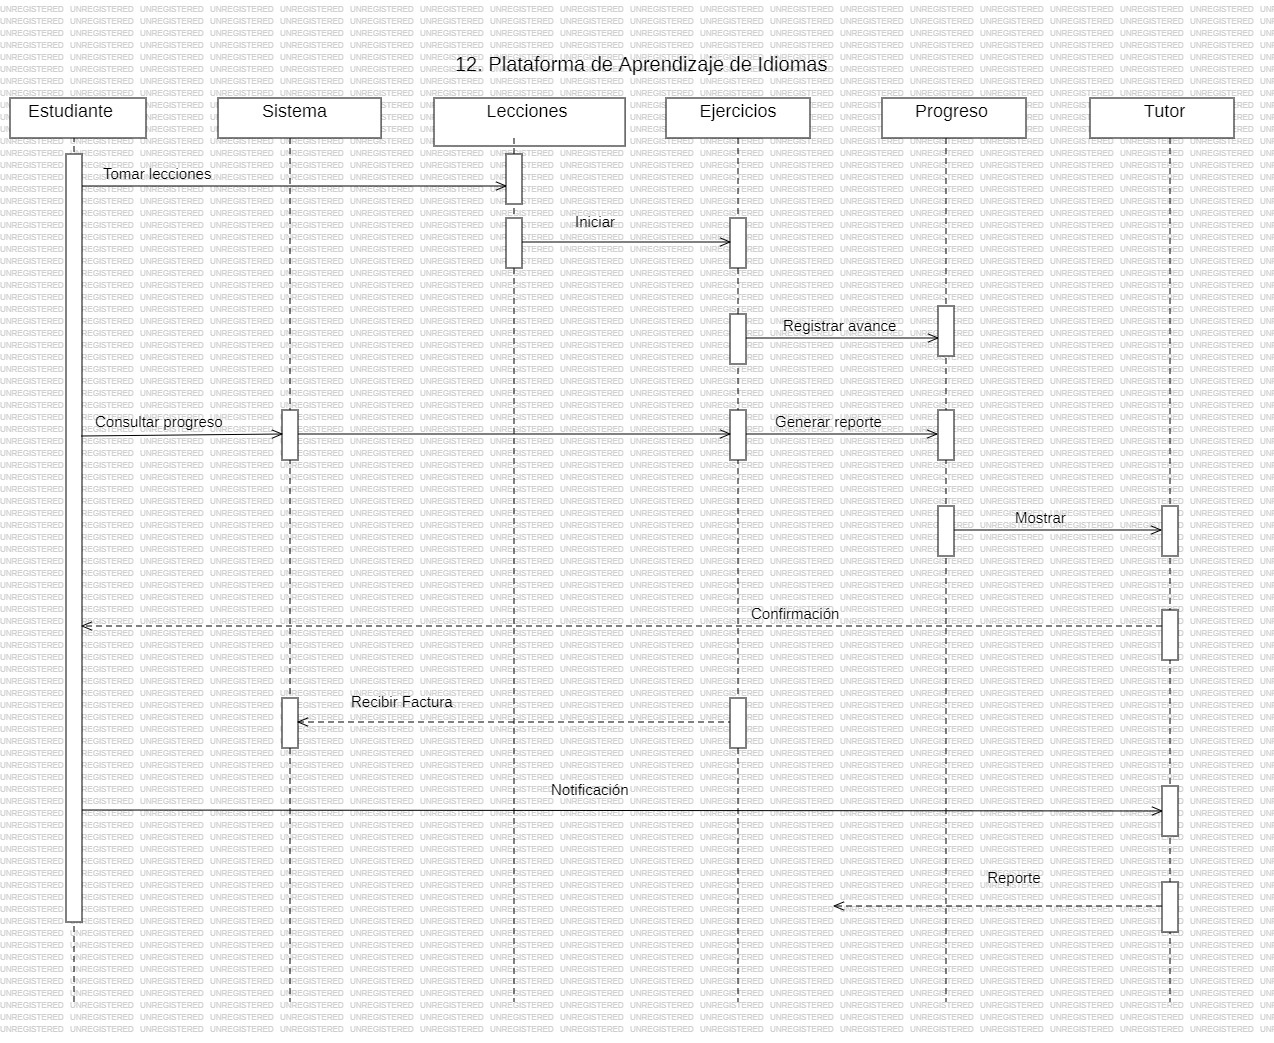 12. Plataforma de Aprendizaje de Idiomas
Estudiante
Sistema
Lecciones
Ejercicios
Progreso
Tutor
Tomar lecciones
Iniciar
Registrar avance
Consultar progreso
Generar reporte
Mostrar
Confirmación
Recibir Factura
Notificación
Reporte
UNREGISTERED